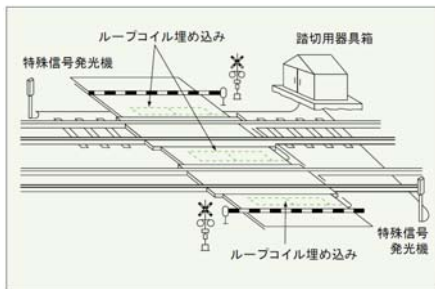 ループコイル埋め込み
踏切用器具箱
特殊信号発光機
特殊信号
発光機
ループコイル埋め込み